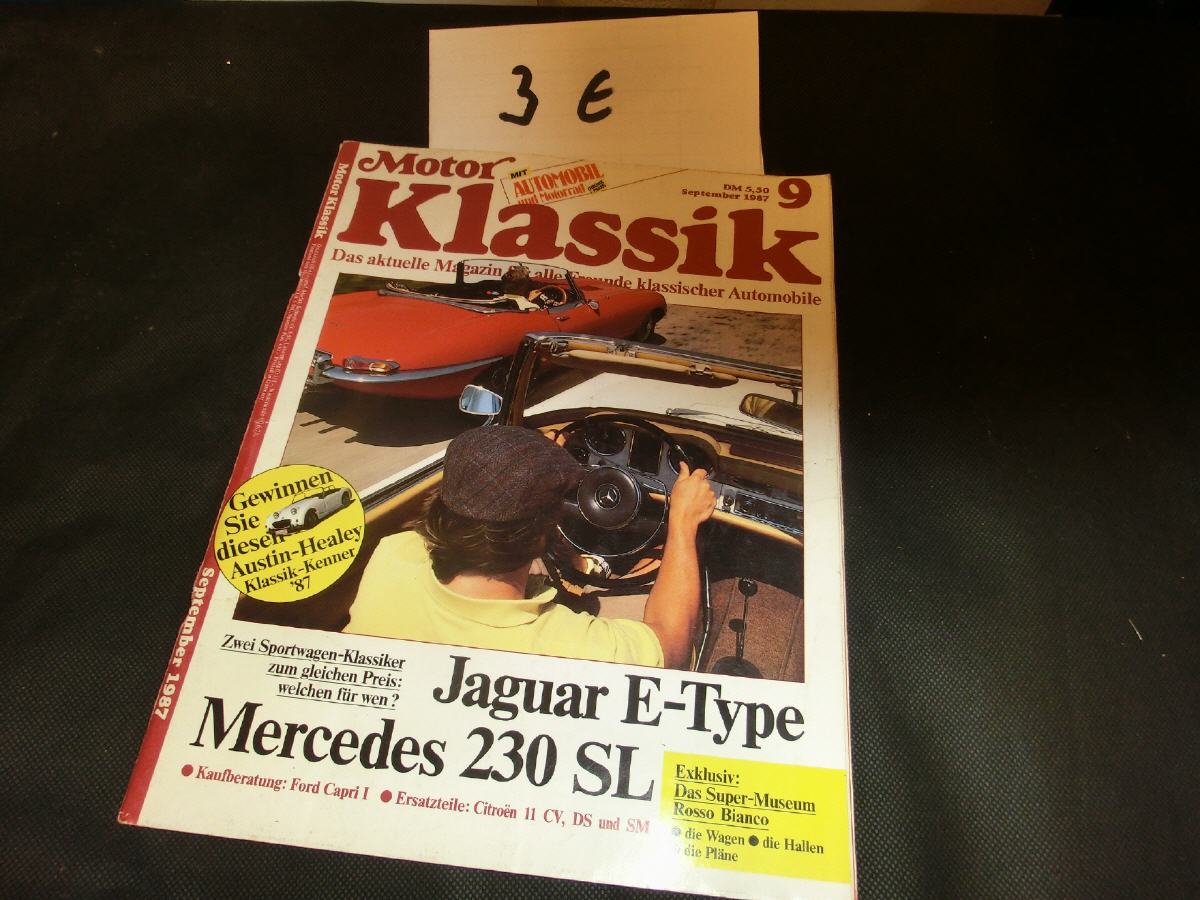 3 €
Motor
Klassik
MIT
AUTOMOBIL
und Motorrad
DM 5,50
September 1987
9
Das aktuelle Magazin für alle Freunde klassischer Automobile
Motor Klassik
September 1987
Gewinnen
Sie
diesen
Austin-Healey
Klassik-Kenner
'87
Zwei Sportwagen-Klassiker
zum gleichen Preis:
welchen für wen?
Jaguar E-Type
Mercedes 230 SL
● Kaufberatung: Ford Capri I ● Ersatzteile: Citroën 11 CV, DS und SM
Exklusiv:
Das Super-Museum
Rosso Bianco
● die Wagen ● die Hallen
● die Pläne